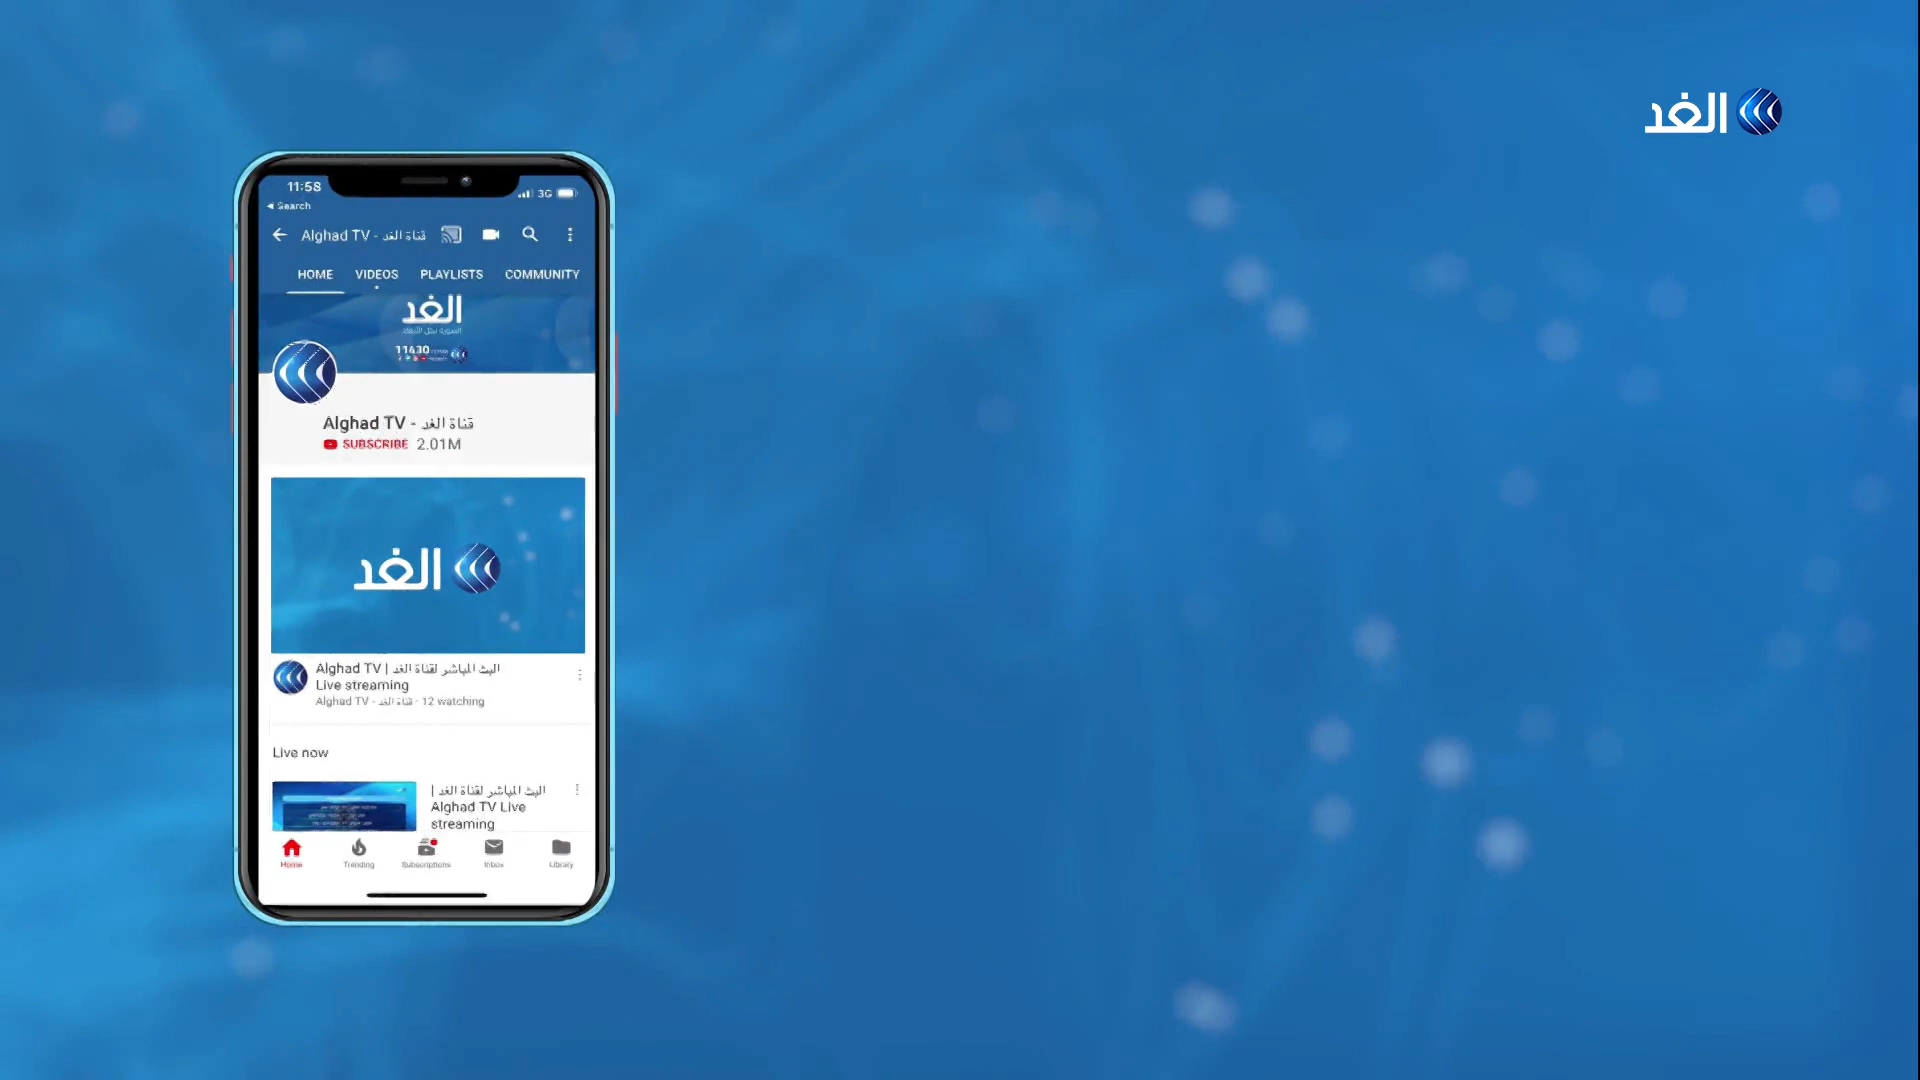 الغد
11:58
3G
Search
Alghad TV - قناة الغد
HOME VIDEOS PLAYLISTS COMMUNITY
الغد
11430
Alghad TV - قناة الغد
SUBSCRIBE 2.01M
الغد
Alghad TV | البث المباشر لقناة الغد
Live streaming
Alghad TV - قناة الغد · 12 watching
Live now
البث المباشر لقناة الغد |
Alghad TV Live
streaming
Home Trending Subscriptions Inbox Library